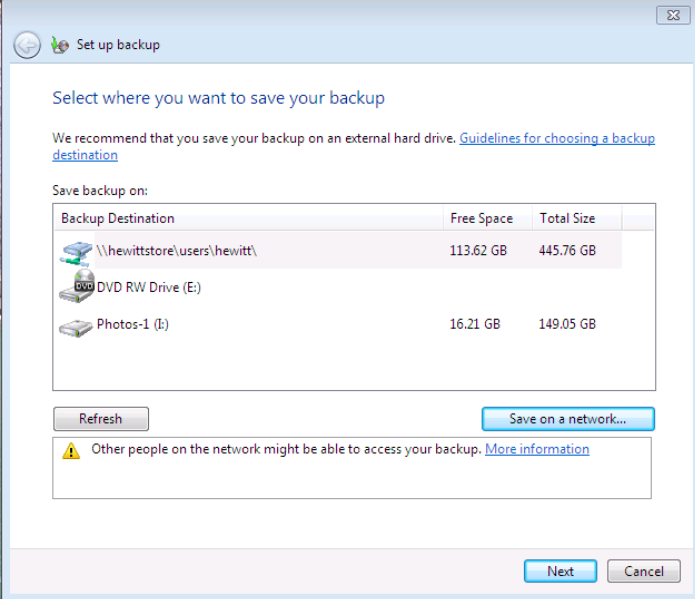 Set up backup
Select where you want to save your backup
We recommend that you save your backup on an external hard drive. Guidelines for choosing a backup
destination
Save backup on:
Backup Destination Free Space Total Size
\\hewittstore\users\hewitt\ 113.62 GB 445.76 GB
DVD DVD RW Drive (E:)
Photos-1 (I:) 16.21 GB 149.05 GB
Refresh Save on a network...
Other people on the network might be able to access your backup. More information
Next Cancel